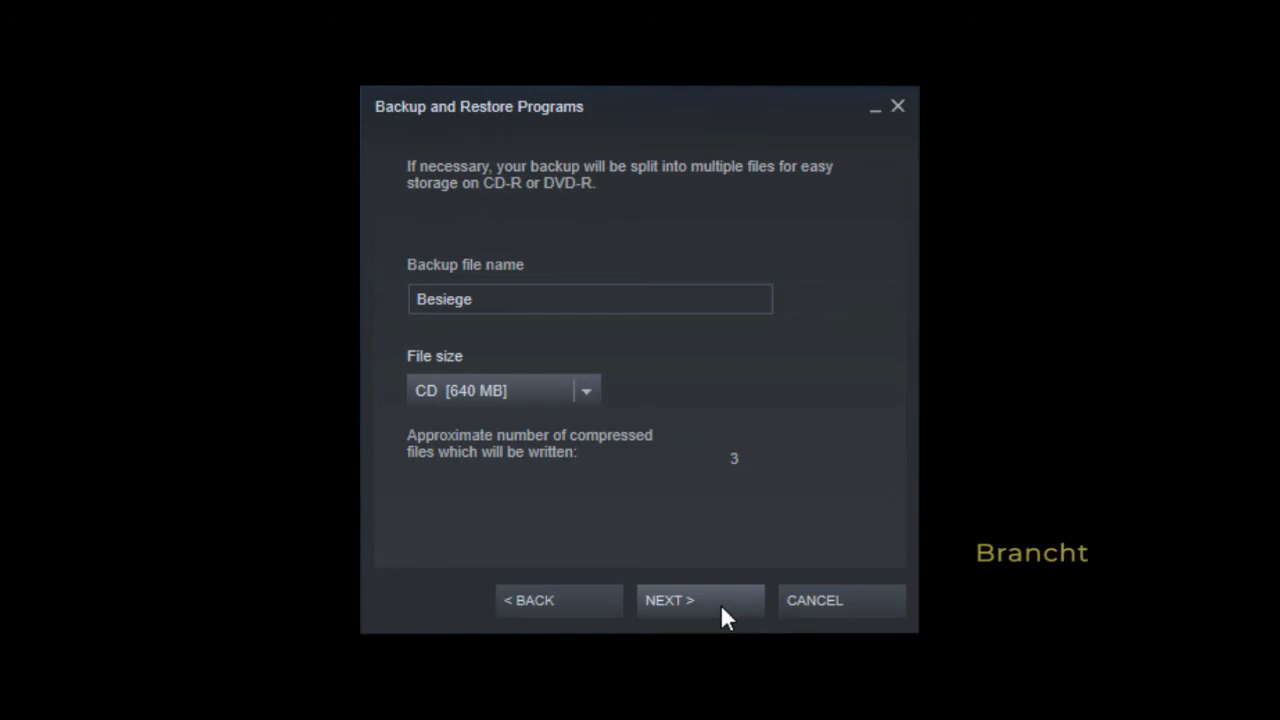 Backup and Restore Programs
If necessary, your backup will be split into multiple files for easy
storage on CD-R or DVD-R.
Backup file name
Besiege
File size
CD [640 MB]
Approximate number of compressed
files which will be written:
3
Brancht
< BACK
NEXT >
CANCEL